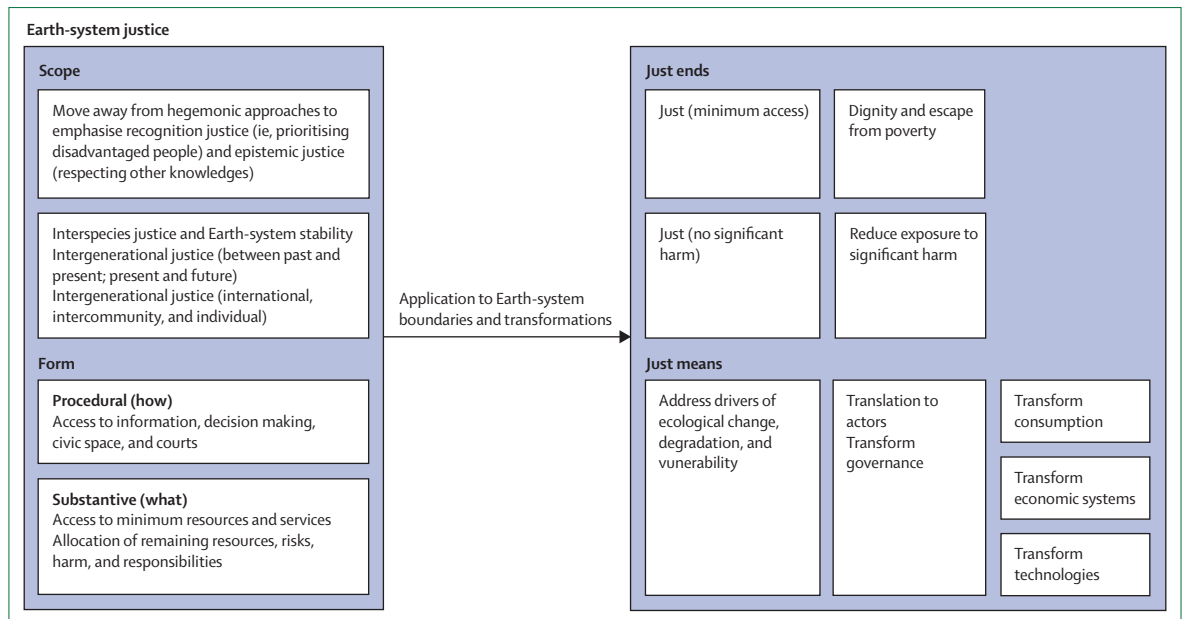 Earth-system justice
Scope
Move away from hegemonic approaches to
emphasise recognition justice (ie, prioritising
disadvantaged people) and epistemic justice
(respecting other knowledges)
Interspecies justice and Earth-system stability
Intergenerational justice (between past and
present; present and future)
Intergenerational justice (international,
intercommunity, and individual)
Form
Procedural (how)
Access to information, decision making,
civic space, and courts
Substantive (what)
Access to minimum resources and services
Allocation of remaining resources, risks,
harm, and responsibilities
Application to Earth-system
boundaries and transformations
Just ends
Just (minimum access)
Dignity and escape
from poverty
Just (no significant
harm)
Reduce exposure to
significant harm
Just means
Address drivers of
ecological change,
degradation, and
vunerability
Translation to
actors
Transform
governance
Transform
consumption
Transform
economic systems
Transform
technologies